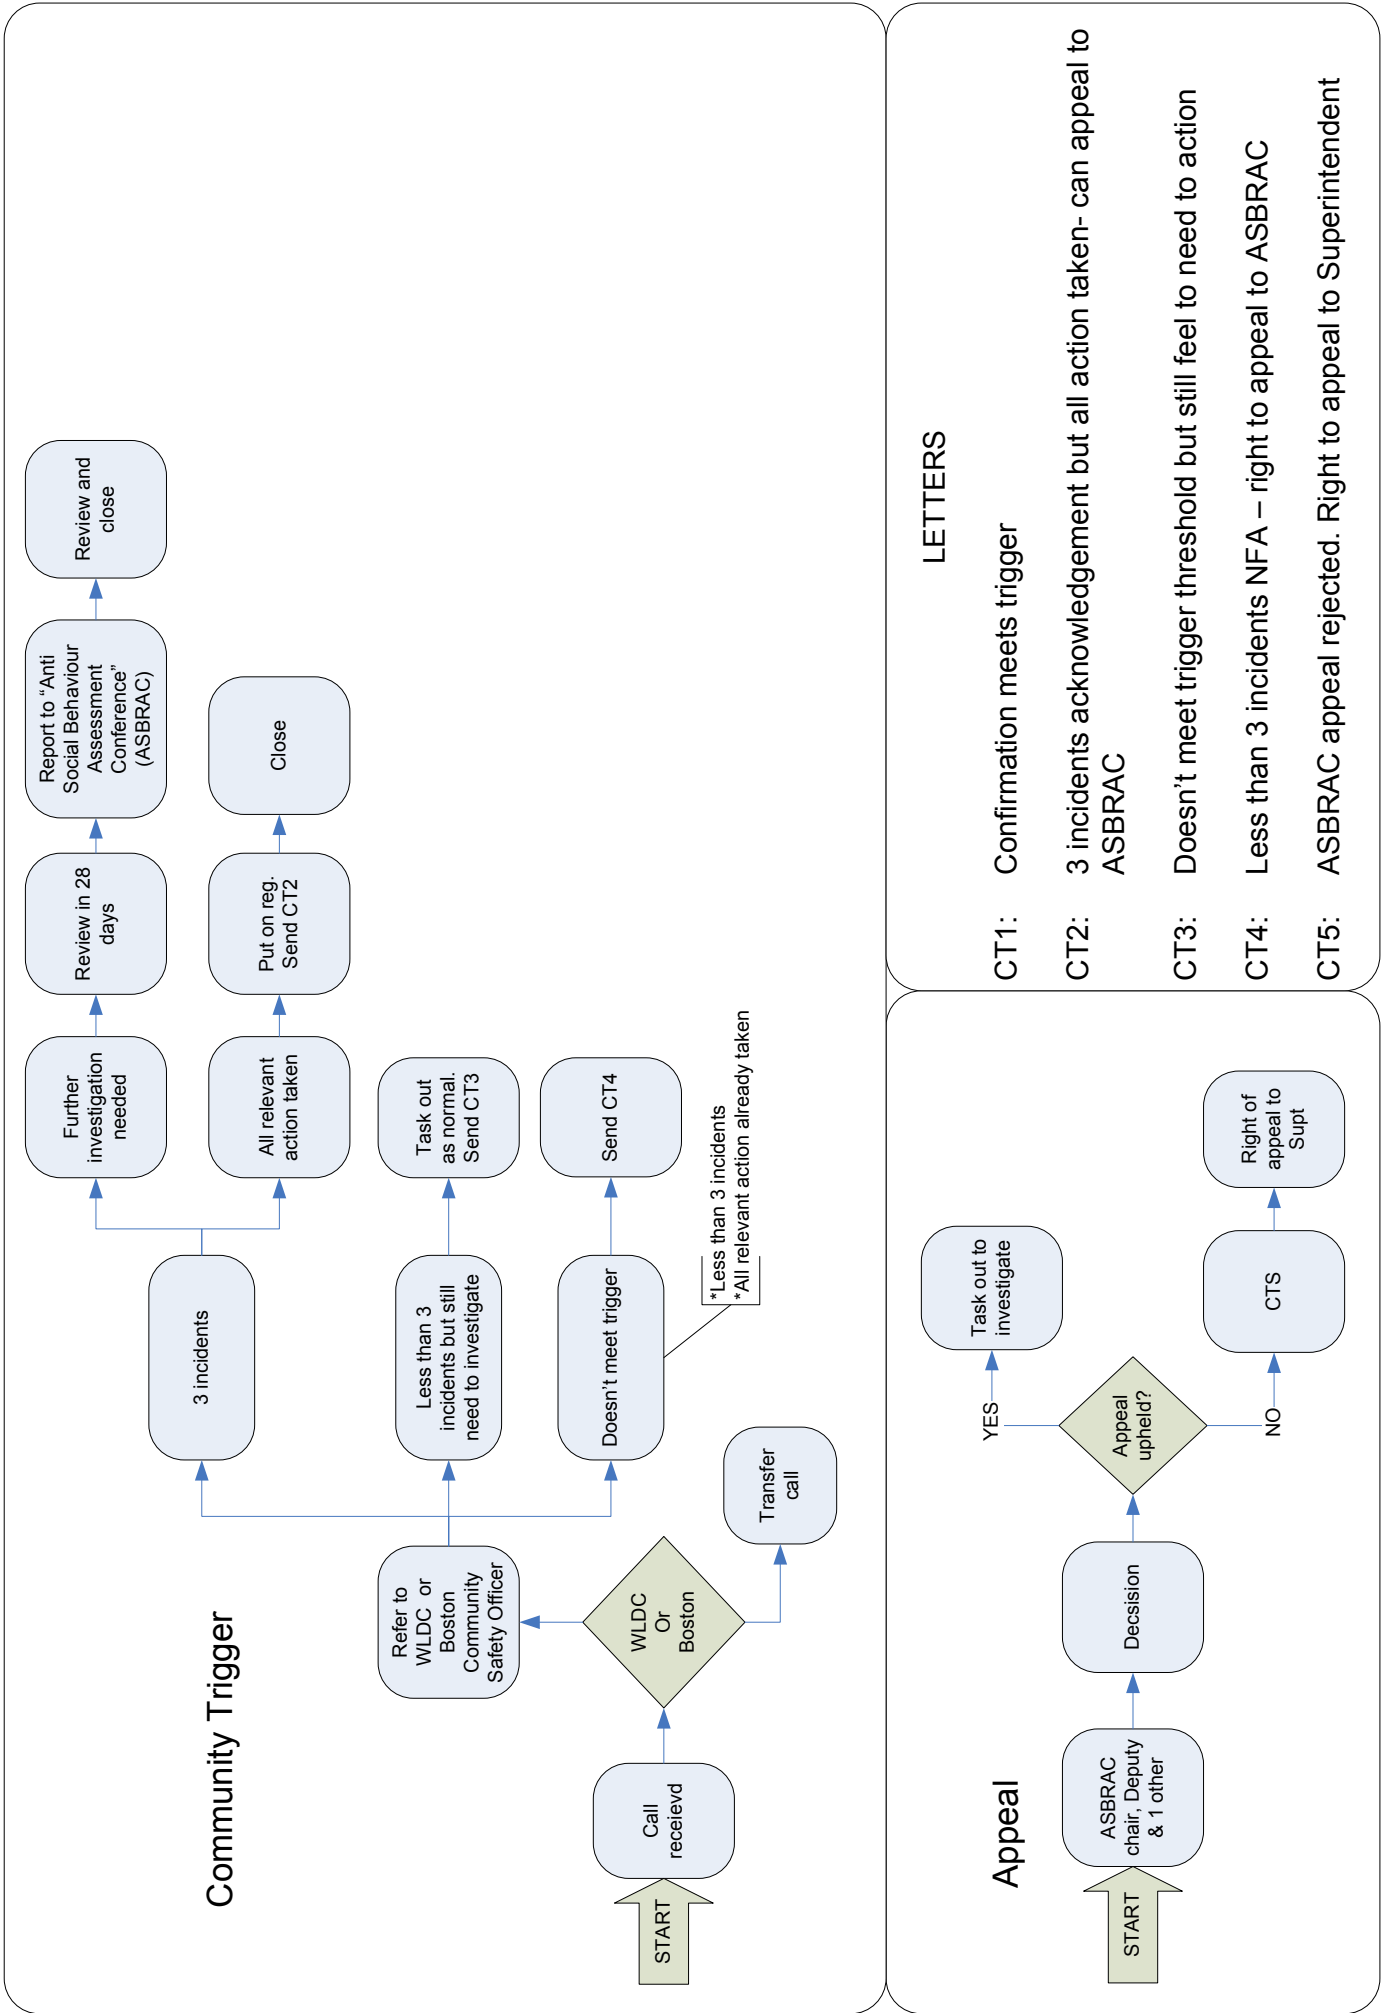 Community Trigger
START
Call
receievd
WLDC
Or
Boston
Transfer
call
Refer to
WLDC or
Boston
Community
Safety Officer
3 incidents
Further
investigation
needed
Review in 28
days
Report to “Anti
Social Behaviour
Assessment
Conference”
(ASBRAC)
Review and
close
All relevant
action taken
Put on reg.
Send CT2
Close
Less than 3
incidents but still
need to investigate
Task out
as normal.
Send CT3
Doesn’t meet trigger
Send CT4
*Less than 3 incidents
*All relevant action already taken
Appeal
START
ASBRAC
chair, Deputy
& 1 other
Decsision
Appeal
upheld?
YES
Task out to
investigate
NO
CTS
Right of
appeal to
Supt
LETTERS
CT1: Confirmation meets trigger
CT2: 3 incidents acknowledgement but all action taken- can appeal to
ASBRAC
CT3: Doesn’t meet trigger threshold but still feel to need to action
CT4: Less than 3 incidents NFA – right to appeal to ASBRAC
CT5: ASBRAC appeal rejected. Right to appeal to Superintendent